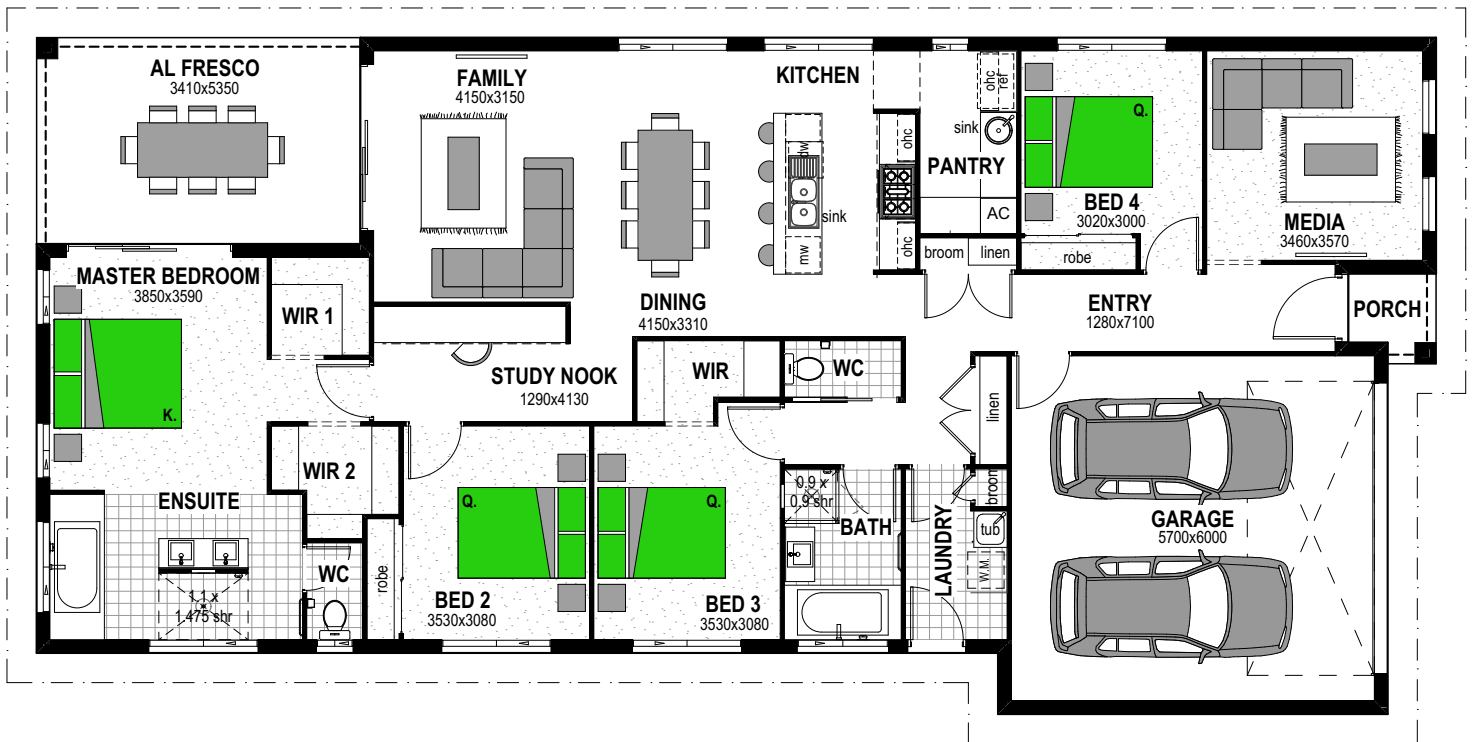 AL FRESCO
3410x5350
FAMILY
4150x3150
KITCHEN
ohc
ref
sink
PANTRY
AC
ohc
dw
sink
mw
ohc
broom
linen
Q.
BED 4
3020x3000
robe
MEDIA
3460x3570
MASTER BEDROOM
3850x3590
K.
WIR 1
DINING
4150x3310
ENTRY
1280x7100
PORCH
STUDY NOOK
1290x4130
WIR
WC
linen
WIR 2
ENSUITE
1.1 x
1.475 shr
WC
robe
Q.
BED 2
3530x3080
Q.
BED 3
3530x3080
0.9 x
0.9 shr
BATH
LAUNDRY
broom
tub
W.M.
GARAGE
5700x6000